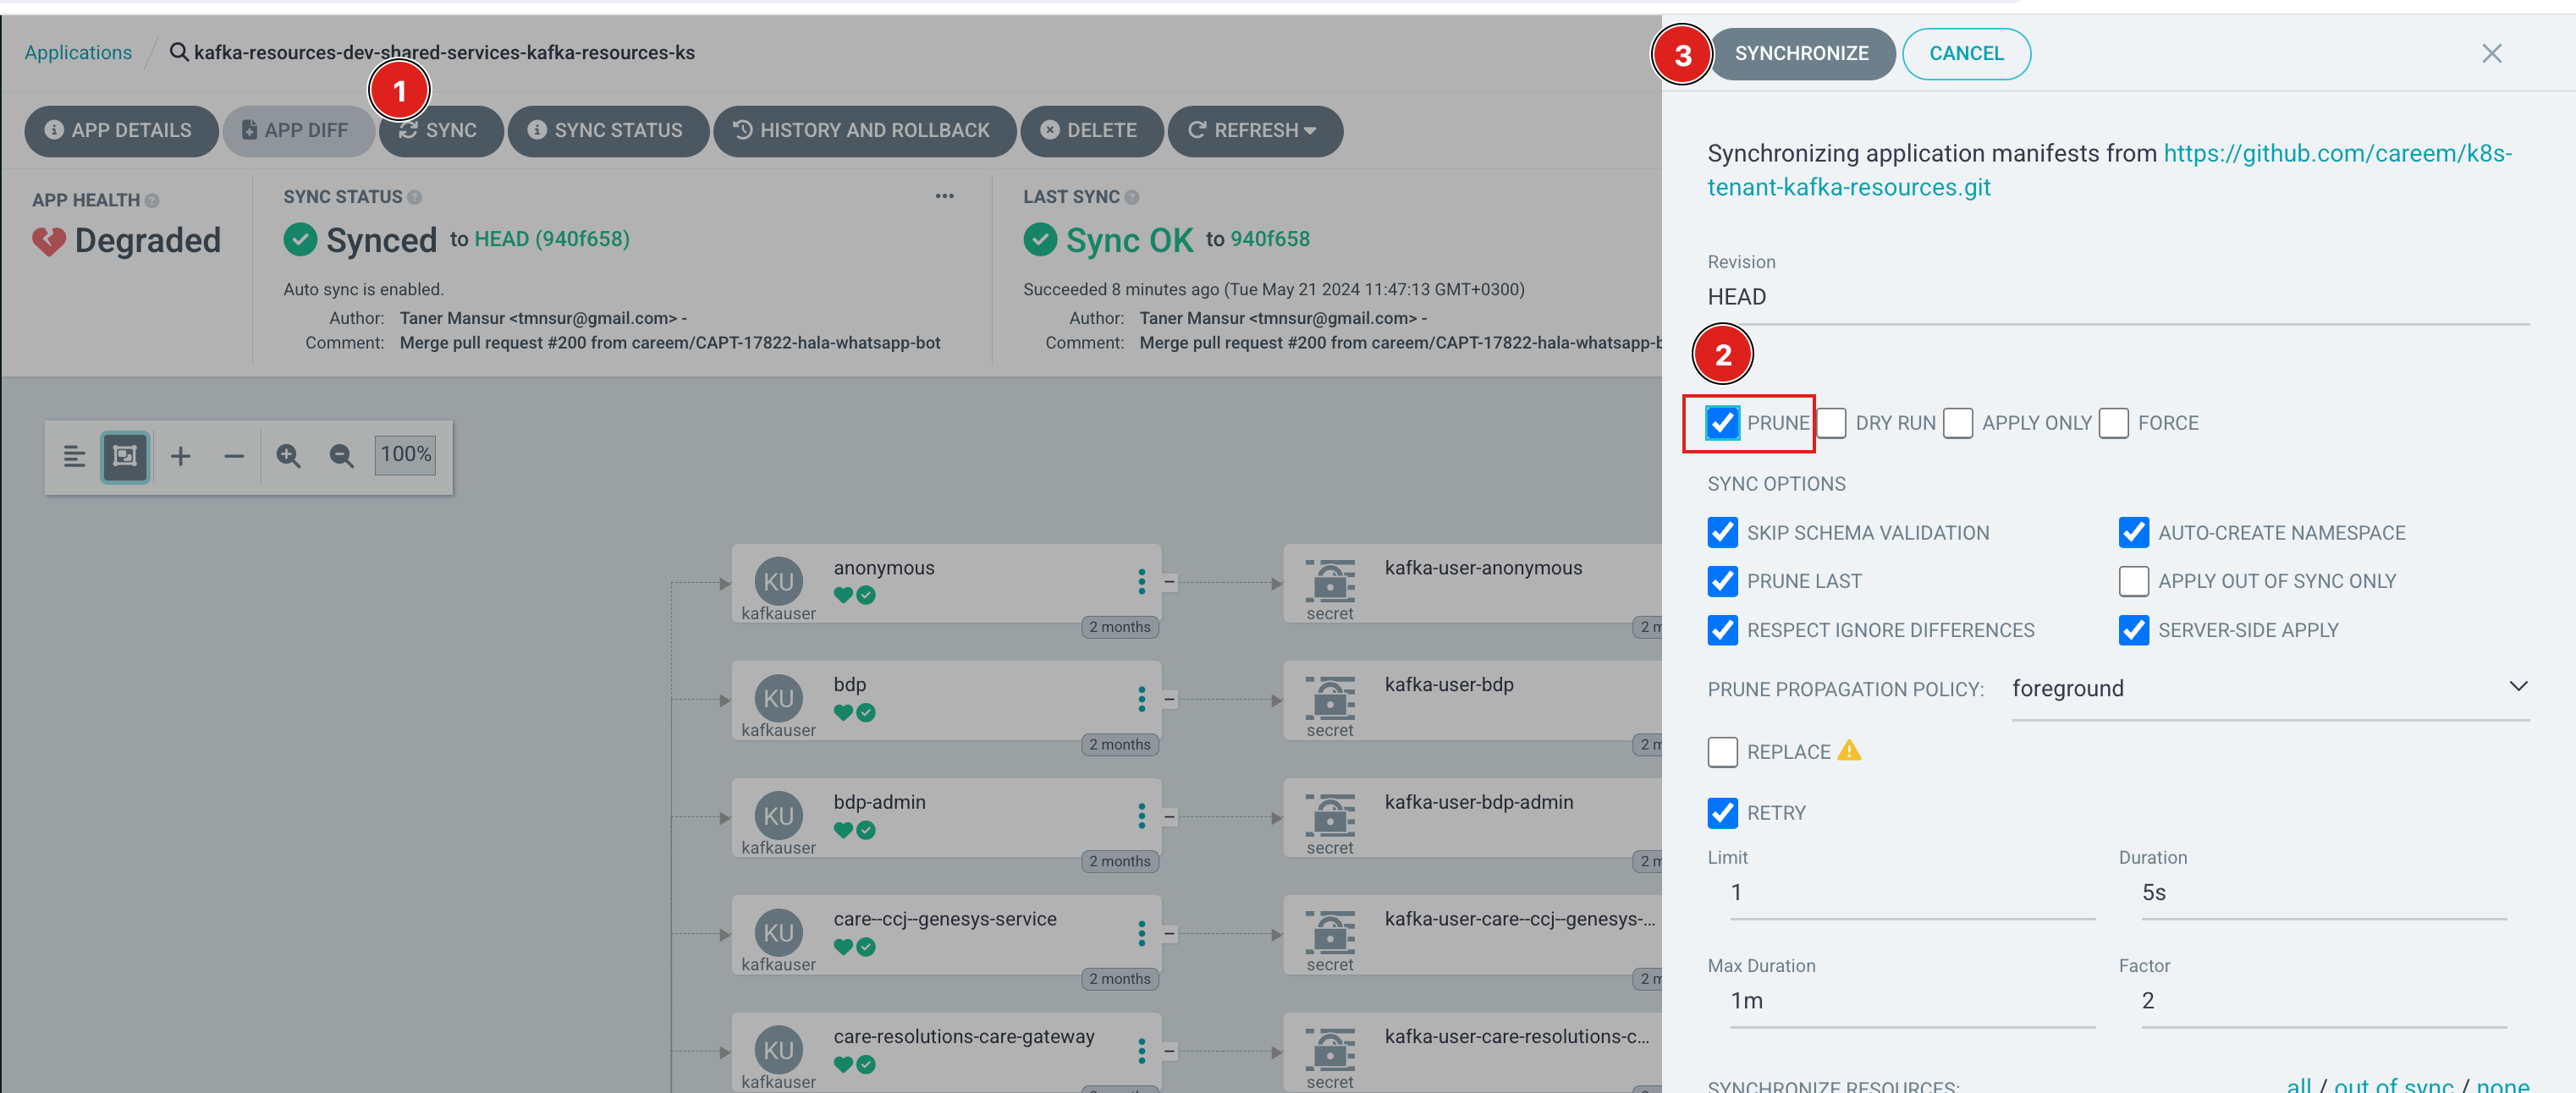 Applications / kafka-resources-dev-shared-services-kafka-resources-ks
1
APP DETAILS
APP DIFF
SYNC
SYNC STATUS
HISTORY AND ROLLBACK
DELETE
REFRESH
APP HEALTH
Degraded
SYNC STATUS
Synced to HEAD (940f658)
Auto sync is enabled.
Author: Taner Mansur <tmnsur@gmail.com> -
Comment: Merge pull request #200 from careem/CAPT-17822-hala-whatsapp-bot
LAST SYNC
Sync OK to 940f658
Succeeded 8 minutes ago (Tue May 21 2024 11:47:13 GMT+0300)
Author: Taner Mansur <tmnsur@gmail.com> -
Comment: Merge pull request #200 from careem/CAPT-17822-hala-whatsapp-b
100%
KU
kafkauser
anonymous
2 months
secret
kafka-user-anonymous
2 m
KU
kafkauser
bdp
2 months
secret
kafka-user-bdp
2 m
KU
kafkauser
bdp-admin
2 months
secret
kafka-user-bdp-admin
2 m
KU
kafkauser
care--ccj--genesys-service
2 months
secret
kafka-user-care--ccj--genesys-...
2 m
KU
kafkauser
care-resolutions-care-gateway
secret
kafka-user-care-resolutions-c...
3
SYNCHRONIZE
CANCEL
Synchronizing application manifests from https://github.com/careem/k8s-
tenant-kafka-resources.git
Revision
HEAD
2
PRUNE
DRY RUN
APPLY ONLY
FORCE
SYNC OPTIONS
SKIP SCHEMA VALIDATION
AUTO-CREATE NAMESPACE
PRUNE LAST
APPLY OUT OF SYNC ONLY
RESPECT IGNORE DIFFERENCES
SERVER-SIDE APPLY
PRUNE PROPAGATION POLICY: foreground
REPLACE
RETRY
Limit
1
Duration
5s
Max Duration
1m
Factor
2
SYNCHRONIZE RESOURCES:
all / out of sync / none